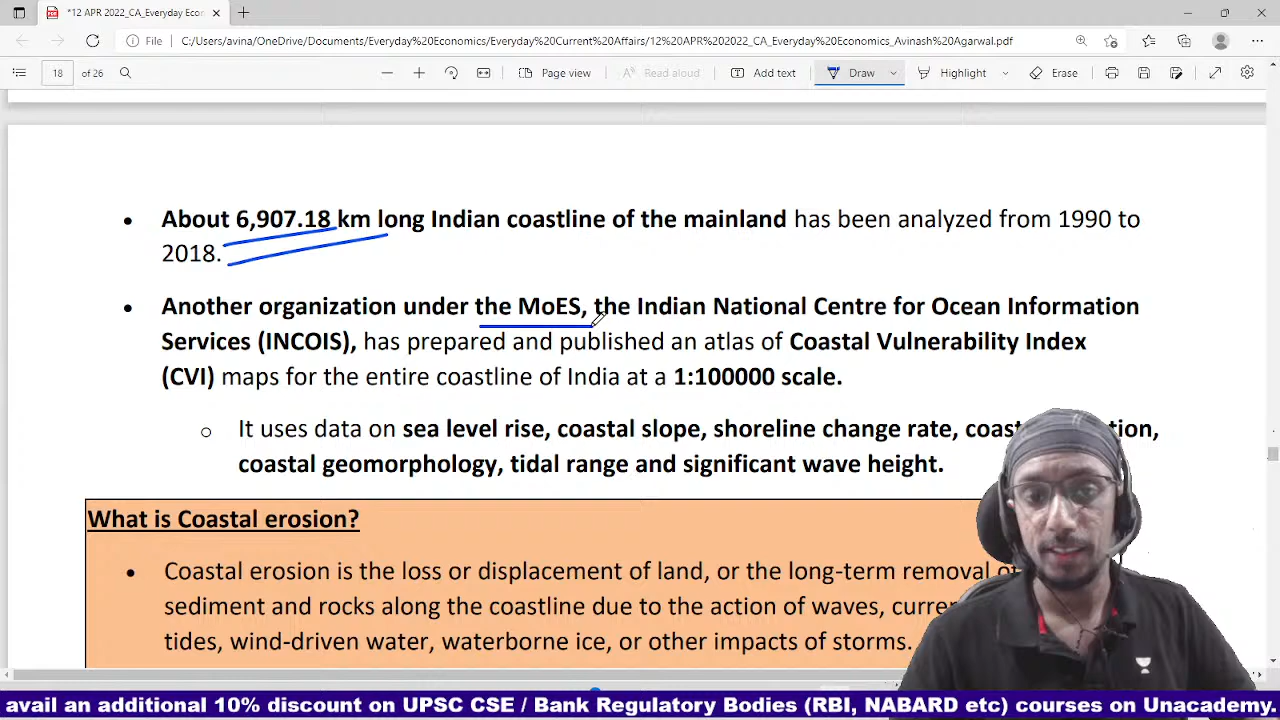 *12 APR 2022_CA_Everyday Econ
File C:/Users/avina/OneDrive/Documents/Everyday%20Economics/Everyday%20Current%20Affairs/12%20APR%202022_CA_Everyday%20Economics_Avinash%20Agarwal.pdf
18 of 26 Page view Read aloud Add text Draw Highlight Erase
• About 6,907.18 km long Indian coastline of the mainland has been analyzed from 1990 to
2018.
• Another organization under the MoES, the Indian National Centre for Ocean Information
Services (INCOIS), has prepared and published an atlas of Coastal Vulnerability Index
(CVI) maps for the entire coastline of India at a 1:100000 scale.
o It uses data on sea level rise, coastal slope, shoreline change rate,
coastal geomorphology, tidal range and significant wave height.
What is Coastal erosion?
• Coastal erosion is the loss or displacement of land, or the long-term removal of
sediment and rocks along the coastline due to the action of waves,
tides, wind-driven water, waterborne ice, or other impacts of storms.
avail an additional 10% discount on UPSC CSE / Bank Regulatory Bodies (RBI, NABARD etc) courses on Unacademy.